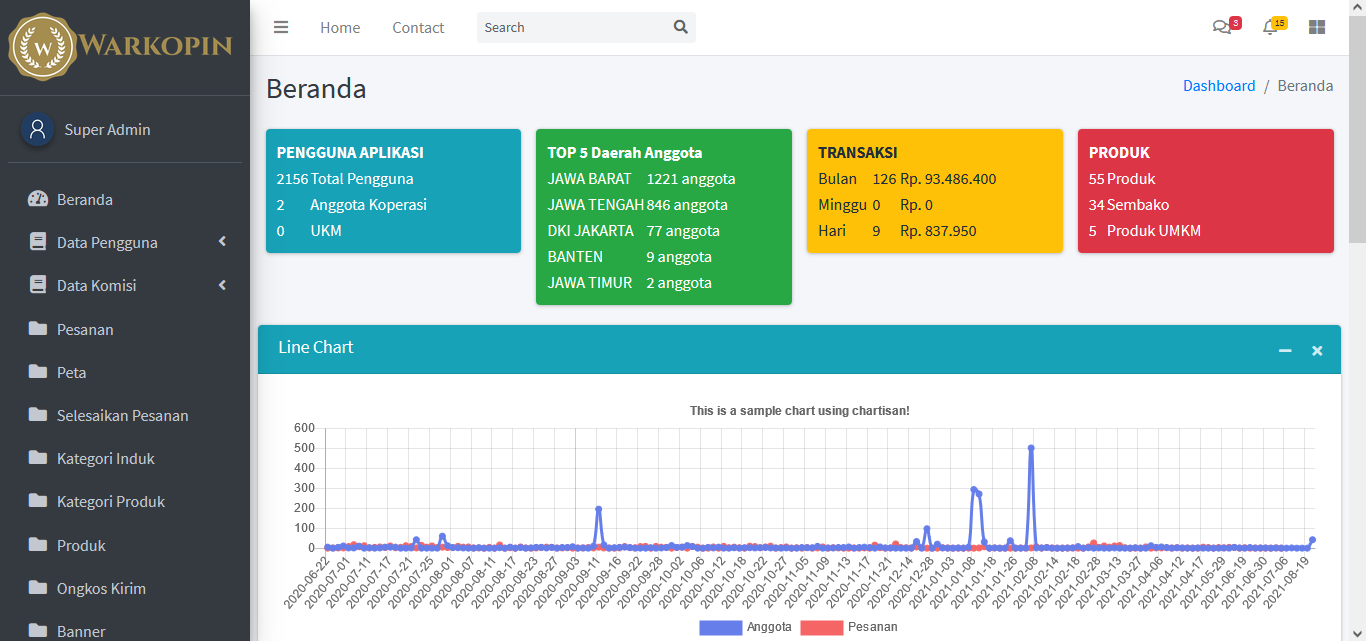 WARKOPIN
W
Super Admin
Beranda
Data Pengguna
Data Komisi
Pesanan
Peta
Selesaikan Pesanan
Kategori Induk
Kategori Produk
Produk
Ongkos Kirim
Banner
Home Contact Search 3 15
Beranda
Dashboard / Beranda
PENGGUNA APLIKASI
2156 Total Pengguna
2 Anggota Koperasi
0 UKM
TOP 5 Daerah Anggota
JAWA BARAT 1221 anggota
JAWA TENGAH 846 anggota
DKI JAKARTA 77 anggota
BANTEN 9 anggota
JAWA TIMUR 2 anggota
TRANSAKSI
Bulan 126 Rp. 93.486.400
Minggu 0 Rp. 0
Hari 9 Rp. 837.950
PRODUK
55 Produk
34 Sembako
5 Produk UMKM
Line Chart
This is a sample chart using chartisan!
600
500
400
300
200
100
0
2020-06-22
2020-07-01
2020-07-11
2020-07-17
2020-07-21
2020-07-25
2020-08-01
2020-08-07
2020-08-11
2020-08-17
2020-08-23
2020-08-27
2020-09-03
2020-09-11
2020-09-16
2020-09-22
2020-09-28
2020-10-02
2020-10-06
2020-10-12
2020-10-18
2020-10-22
2020-10-27
2020-11-05
2020-11-09
2020-11-13
2020-11-17
2020-11-21
2020-12-14
2020-12-28
2021-01-03
2021-01-08
2021-01-18
2021-01-26
2021-02-08
2021-02-14
2021-02-18
2021-02-28
2021-03-13
2021-03-27
2021-04-06
2021-04-12
2021-04-17
2021-05-29
2021-06-19
2021-06-30
2021-07-06
2021-08-19
Anggota Pesanan